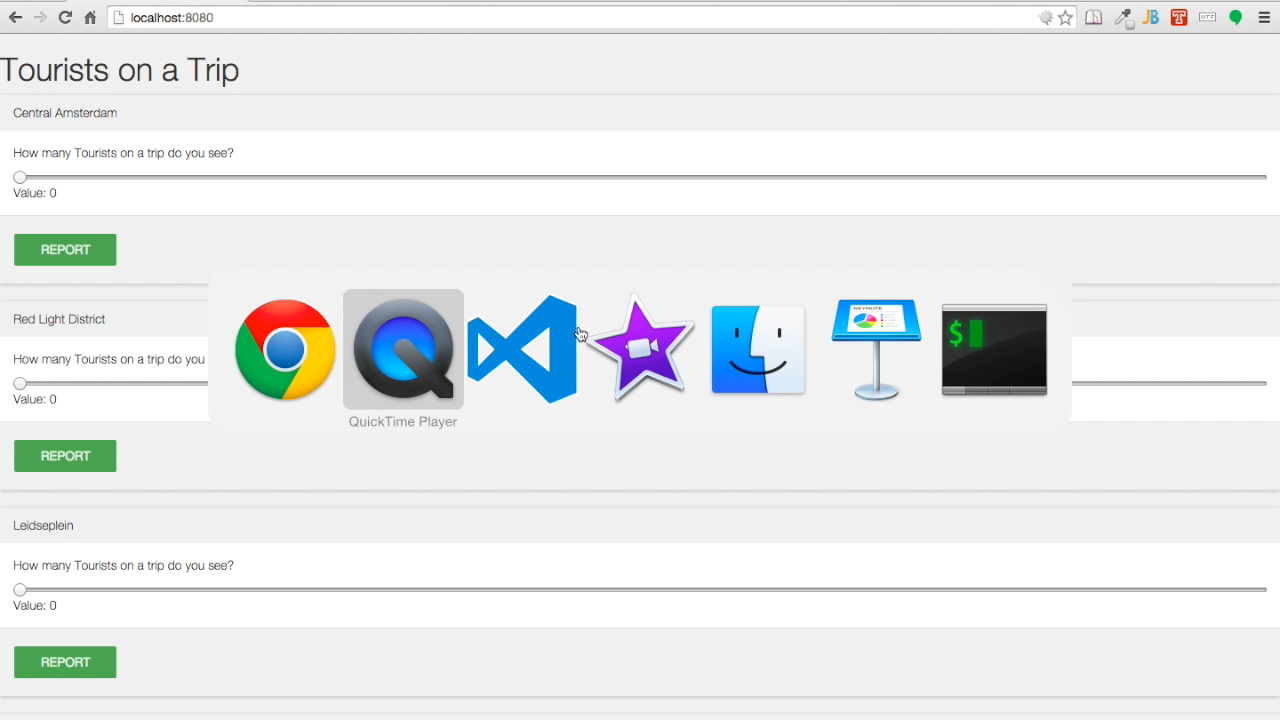 localhost:8080
JB
T
Tourists on a Trip
Central Amsterdam
How many Tourists on a trip do you see?
Value: 0
REPORT
Red Light District
How many Tourists on a trip do you
Value: 0
REPORT
KEYNOTE
$
QuickTime Player
Leidseplein
How many Tourists on a trip do you see?
Value: 0
REPORT